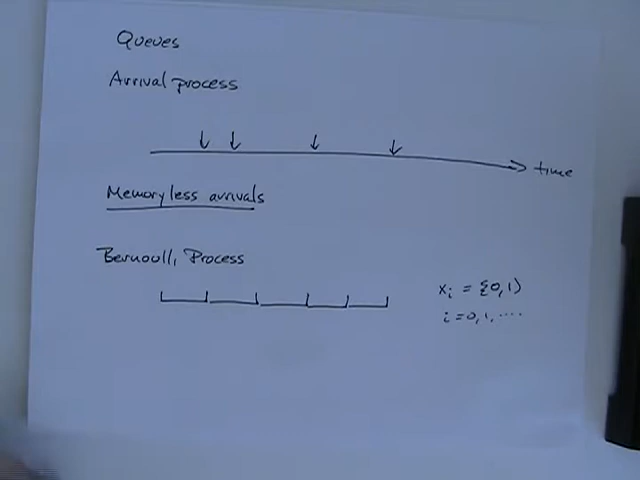 Queues
Arrival process
time
Memoryless arrivals
Bernoulli Process
xi = {0,1)
i = 0, 1, ....